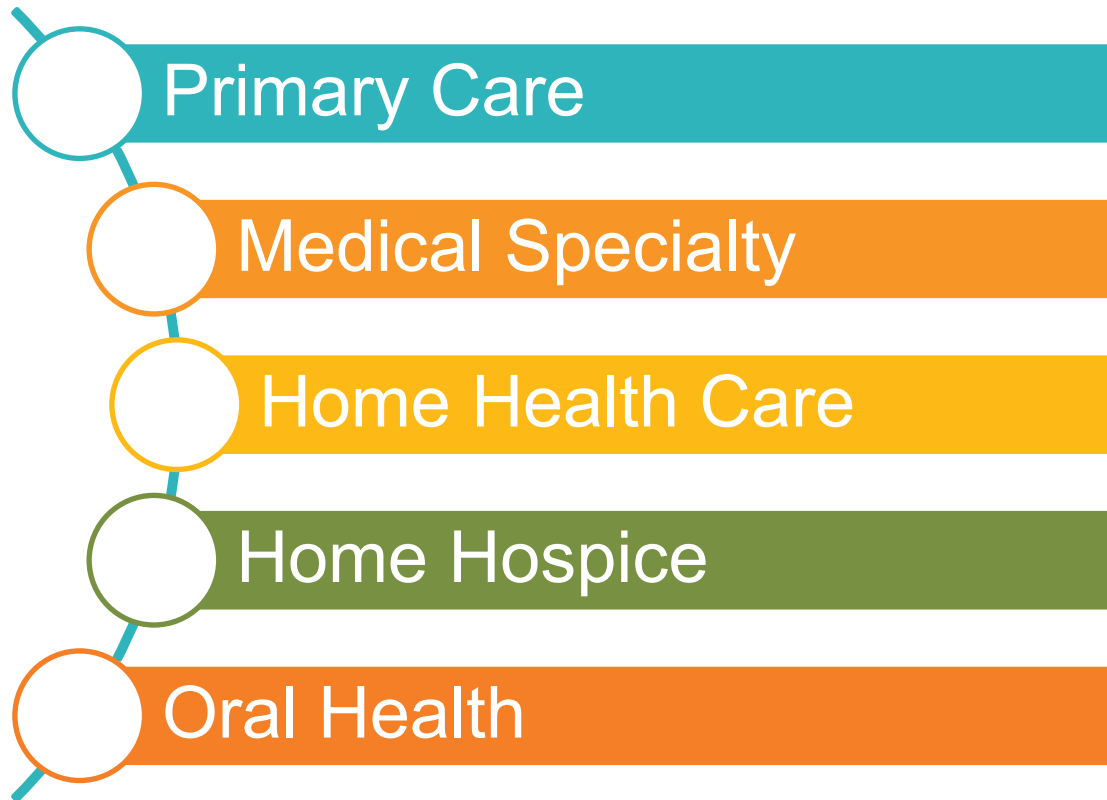 Primary Care
Medical Specialty
Home Health Care
Home Hospice
Oral Health